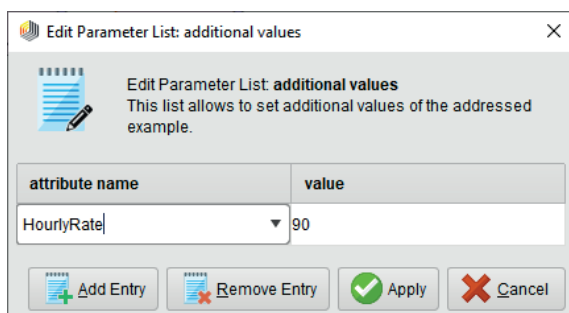 Edit Parameter List: additional values
Edit Parameter List: additional values
This list allows to set additional values of the addressed
example.
attribute name value
HourlyRate 90
Add Entry Remove Entry Apply Cancel